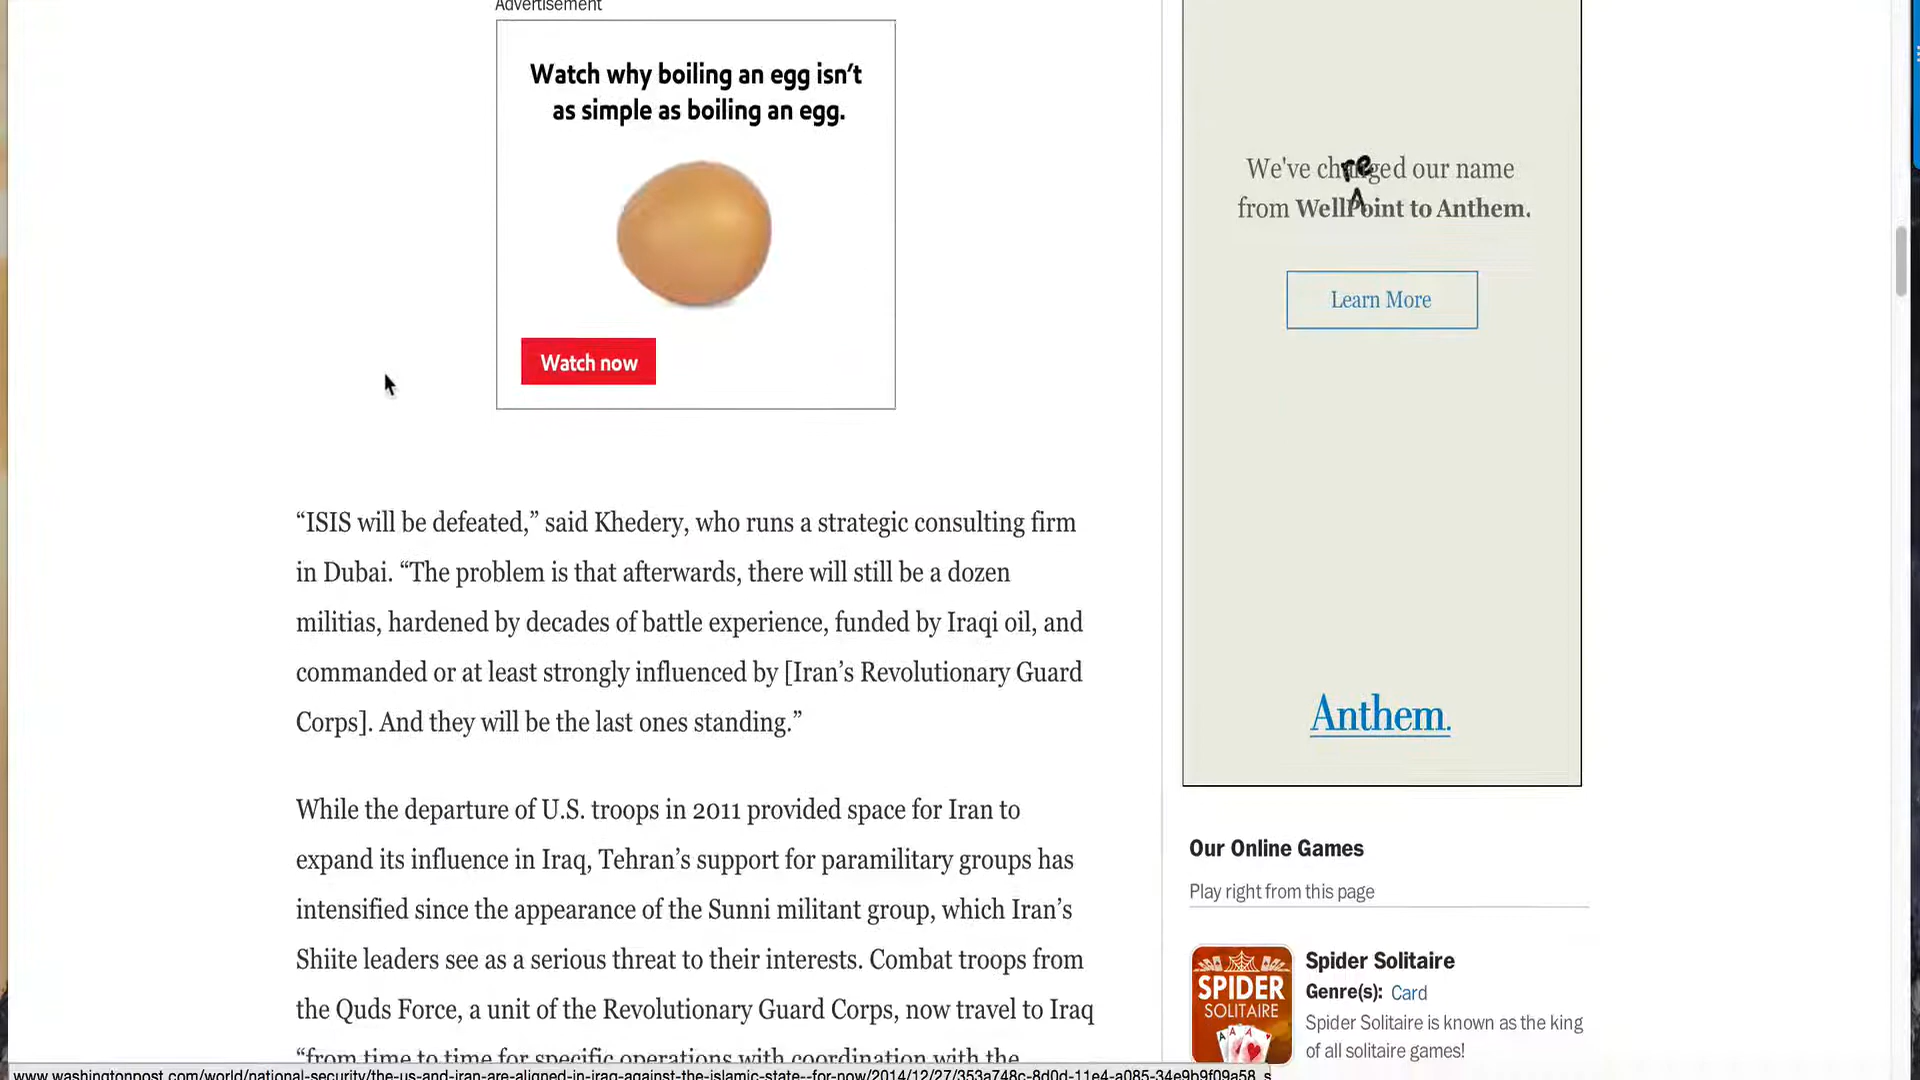 Advertisement
Watch why boiling an egg isn’t
as simple as boiling an egg.
Watch now
“ISIS will be defeated,” said Khedery, who runs a strategic consulting firm
in Dubai. “The problem is that afterwards, there will still be a dozen
militias, hardened by decades of battle experience, funded by Iraqi oil, and
commanded or at least strongly influenced by [Iran’s Revolutionary Guard
Corps]. And they will be the last ones standing.”
While the departure of U.S. troops in 2011 provided space for Iran to
expand its influence in Iraq, Tehran’s support for paramilitary groups has
intensified since the appearance of the Sunni militant group, which Iran’s
Shiite leaders see as a serious threat to their interests. Combat troops from
the Quds Force, a unit of the Revolutionary Guard Corps, now travel to Iraq
“from time to time for specific operations with coordination with the
We've changed our name
re
from WellPoint to Anthem.
Learn More
Anthem.
Our Online Games
Play right from this page
SPIDER
SOLITAIRE
Spider Solitaire
Genre(s): Card
Spider Solitaire is known as the king
of all solitaire games!
www.washingtonpost.com/world/national-security/the-us-and-iran-are-aligned-in-iraq-against-the-islamic-state--for-now/2014/12/27/353a748c-8d0d-11e4-a085-34e9b9f09a58_s